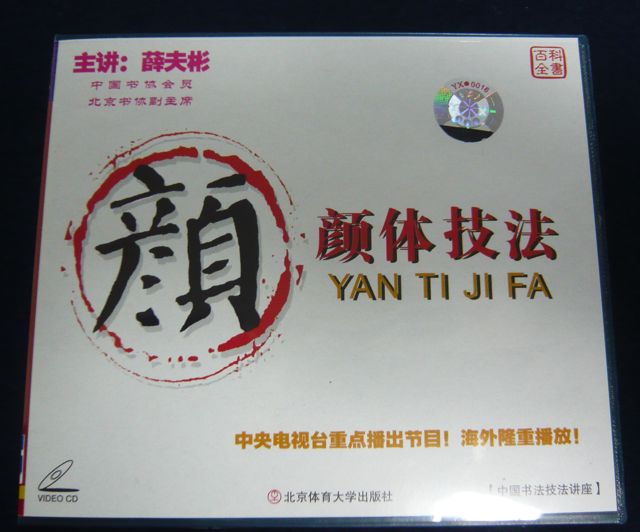 主讲：薛夫彬
中国书协会员
北京书协副主席
百科
全書
YX●0016
顔
颜体技法
YAN TI JI FA
中央电视台重点播出节目！海外隆重播放！
VIDEO CD
北京体育大学出版社
【中国书法技法讲座】